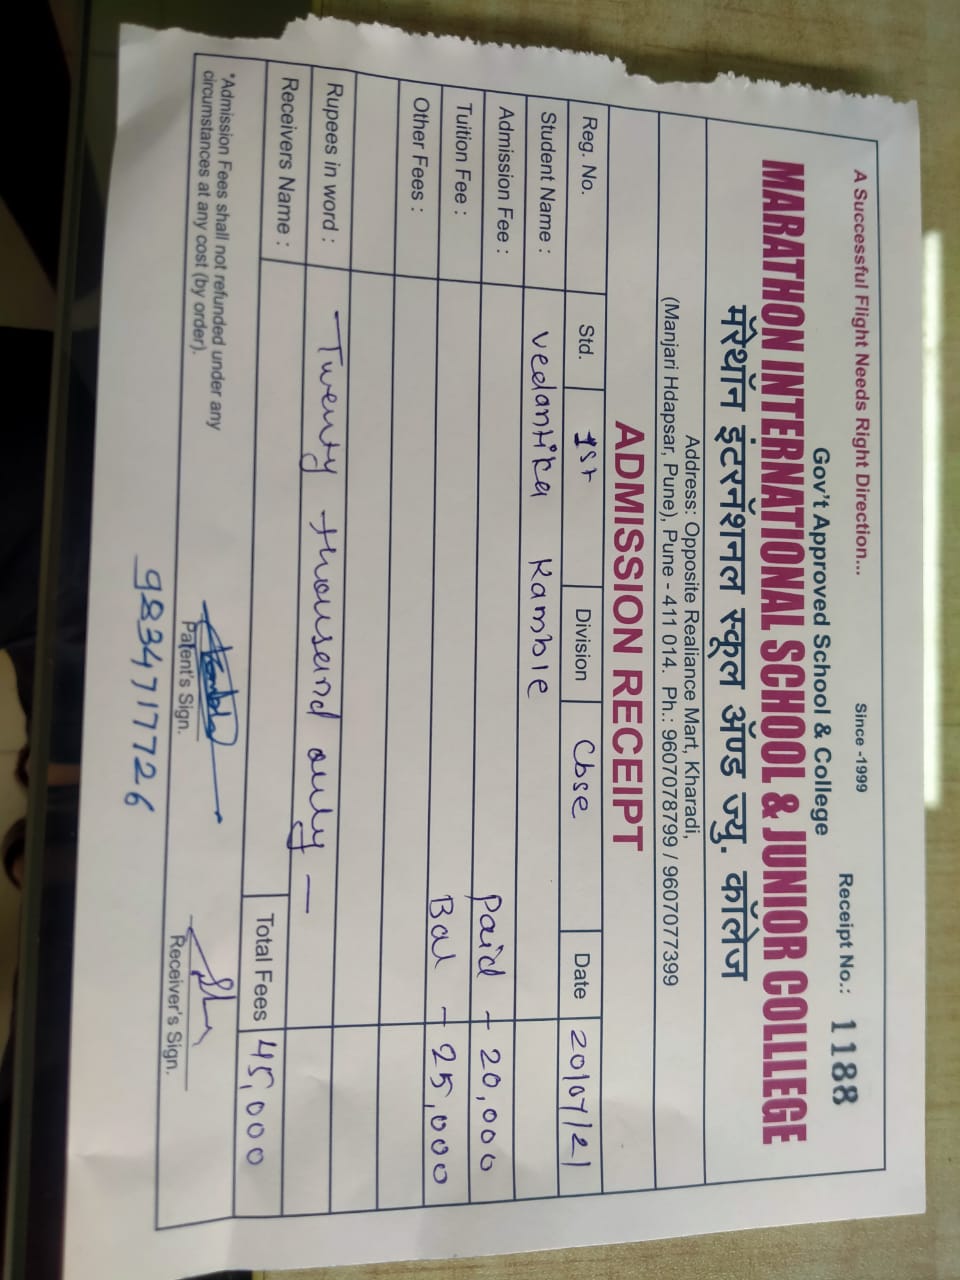 A Successful Flight Needs Right Direction... Since -1999 Receipt No.: 1188
Gov't Approved School & College
MARATHON INTERNATIONAL SCHOOL & JUNIOR COLLLEGE
मॅरेथॉन इंटरनॅशनल स्कूल ॲण्ड ज्यु. कॉलेज
Address: Opposite Realiance Mart, Kharadi,
(Manjari Hdapsar, Pune), Pune - 411 014. Ph.: 9607078799 / 9607077399
ADMISSION RECEIPT
Reg. No. Std. 1st Division Cbse Date 20/07/21
Student Name : vedantika Kamble
Admission Fee : Paid - 20,000
Tuition Fee : Bal - 25,000
Other Fees :
Rupees in word : - Twenty thousand only -
Receivers Name : Total Fees 45,000
*Admission Fees shall not refunded under any
circumstances at any cost (by order).
Parent's Sign. Receiver's Sign.
9834717726